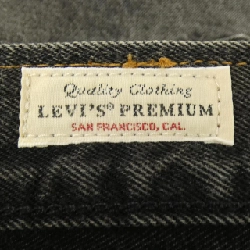 Quality Clothing
LEVI'S® PREMIUM
SAN FRANCISCO, CAL.